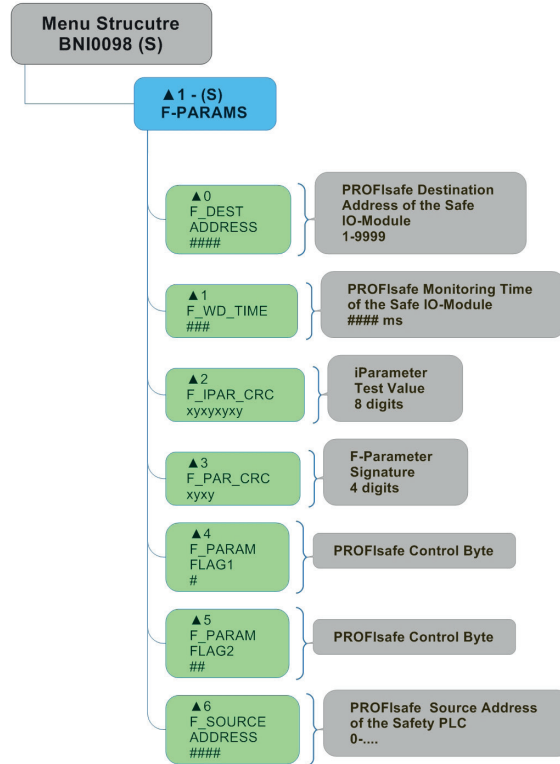 Menu Strucutre
BNI0098 (S)
▲1 - (S)
F-PARAMS
▲0
F_DEST
ADDRESS
####
PROFIsafe Destination
Address of the Safe
IO-Module
1-9999
▲1
F_WD_TIME
###
PROFIsafe Monitoring Time
of the Safe IO-Module
#### ms
▲2
F_IPAR_CRC
xyxyxyxy
iParameter
Test Value
8 digits
▲3
F_PAR_CRC
xyxy
F-Parameter
Signature
4 digits
▲4
F_PARAM
FLAG1
#
PROFIsafe Control Byte
▲5
F_PARAM
FLAG2
##
PROFIsafe Control Byte
▲6
F_SOURCE
ADDRESS
####
PROFIsafe  Source Address
of the Safety PLC
0-....